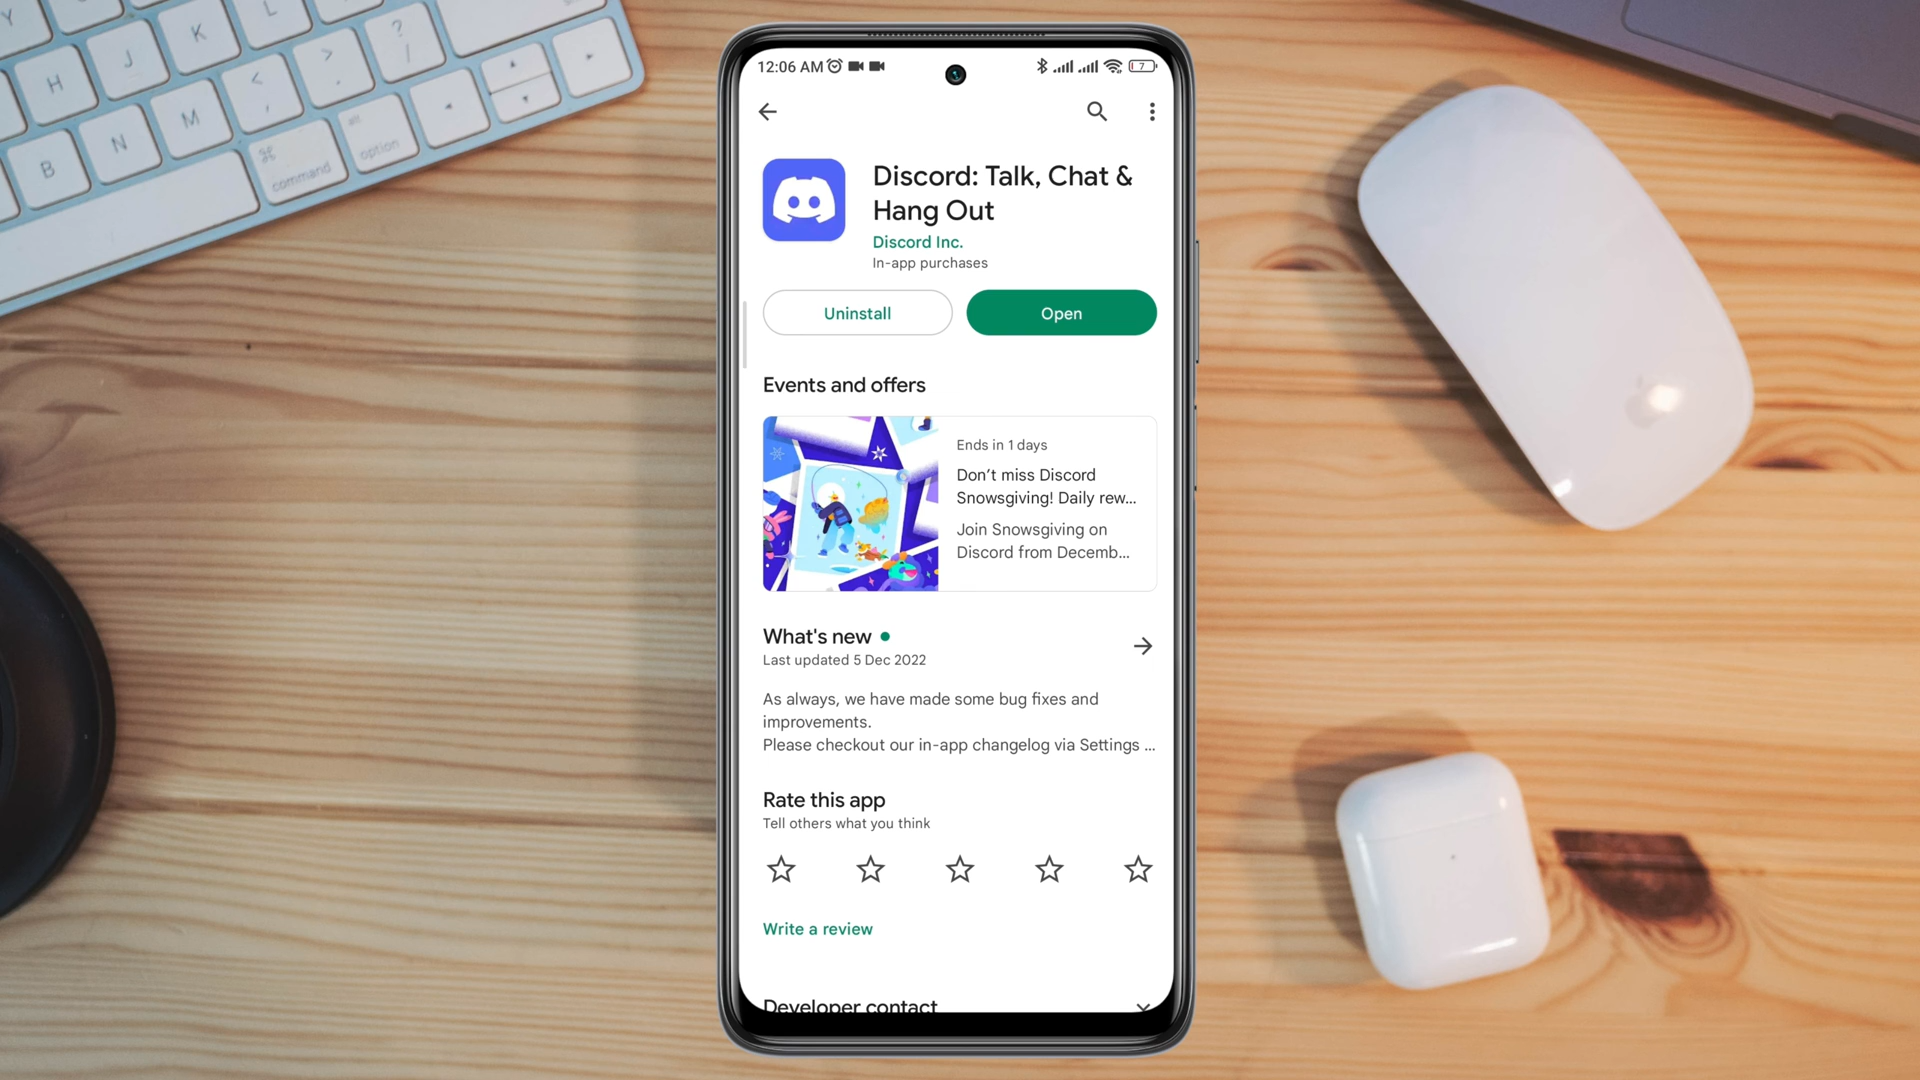 Y
H
J
K
L
B
N
M
<
,
>
.
?
/
⌘
command
alt
option
12:06 AM
7
Discord: Talk, Chat &
Hang Out
Discord Inc.
In-app purchases
Uninstall
Open
Events and offers
Ends in 1 days
Don’t miss Discord
Snowsgiving! Daily rew...
Join Snowsgiving on
Discord from Decemb...
What's new
Last updated 5 Dec 2022
As always, we have made some bug fixes and
improvements.
Please checkout our in-app changelog via Settings ...
Rate this app
Tell others what you think
Write a review
Developer contact